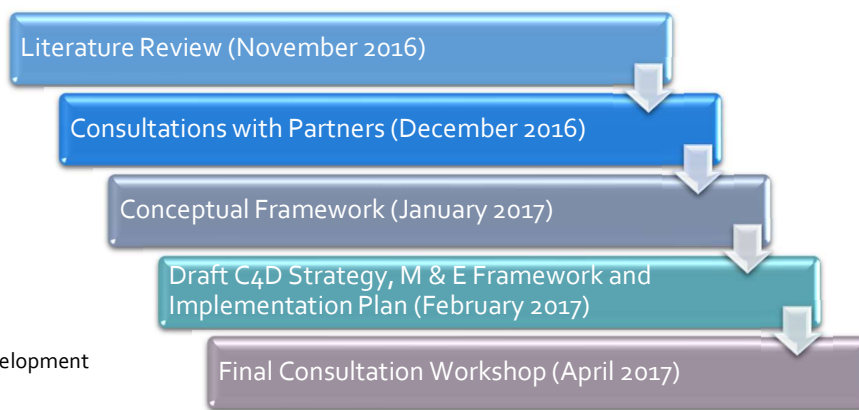 Literature Review (November 2016)
Consultations with Partners (December 2016)
Conceptual Framework (January 2017)
Draft C4D Strategy, M & E Framework and
Implementation Plan (February 2017)
elopment
Final Consultation Workshop (April 2017)